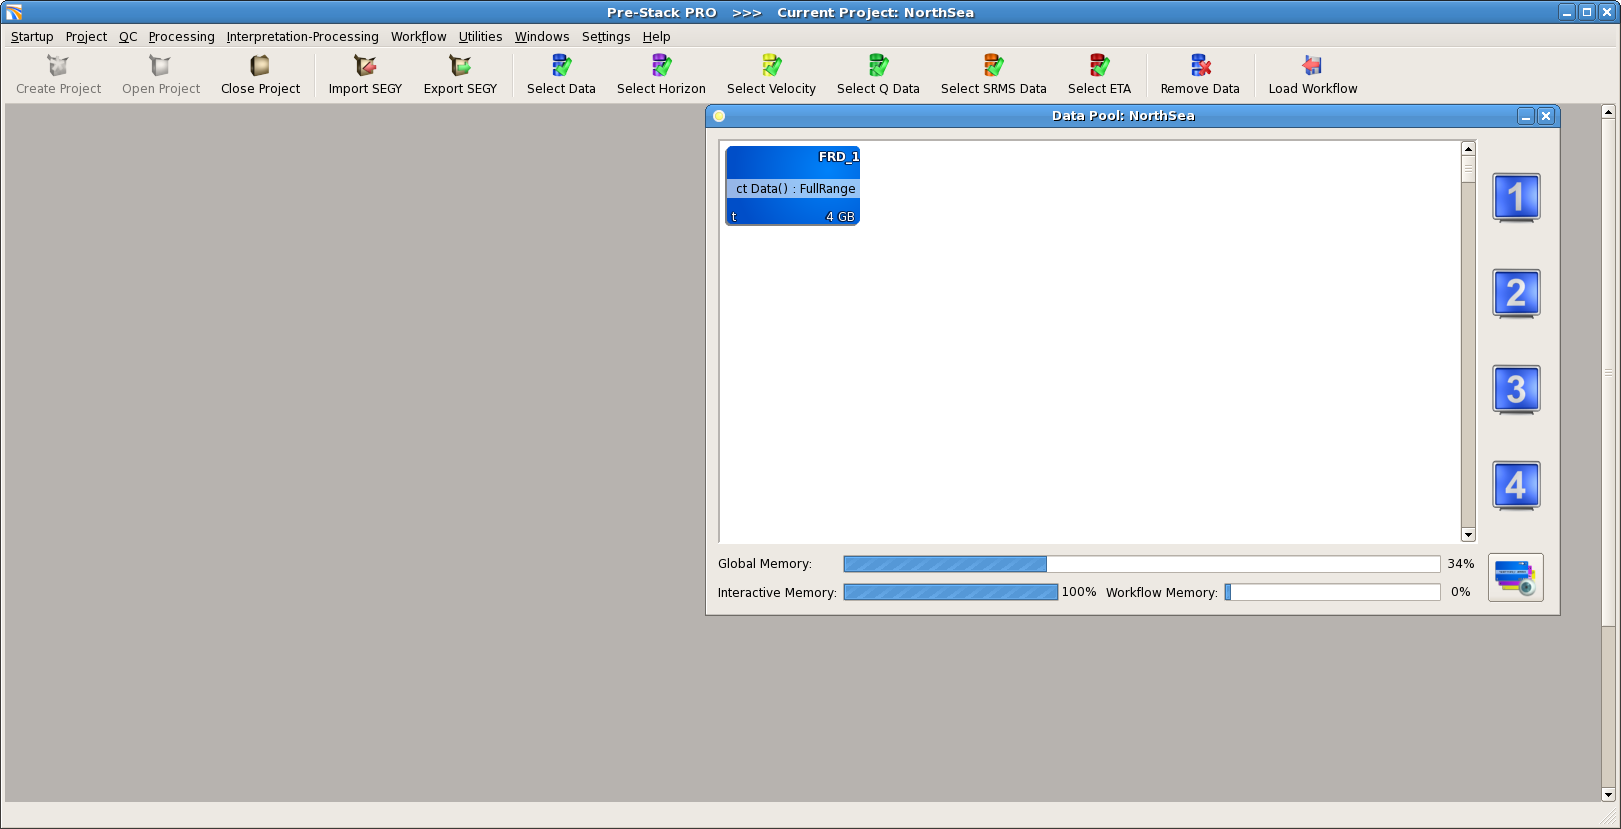 Pre-Stack PRO >>> Current Project: NorthSea
Startup Project QC Processing Interpretation-Processing Workflow Utilities Windows Settings Help
Create Project Open Project Close Project Import SEGY Export SEGY Select Data Select Horizon Select Velocity Select Q Data Select SRMS Data Select ETA Remove Data Load Workflow
Data Pool: NorthSea
FRD_1
ct Data() : FullRange
t 4 GB
1
2
3
4
Global Memory: 34%
Interactive Memory: 100% Workflow Memory: 0%